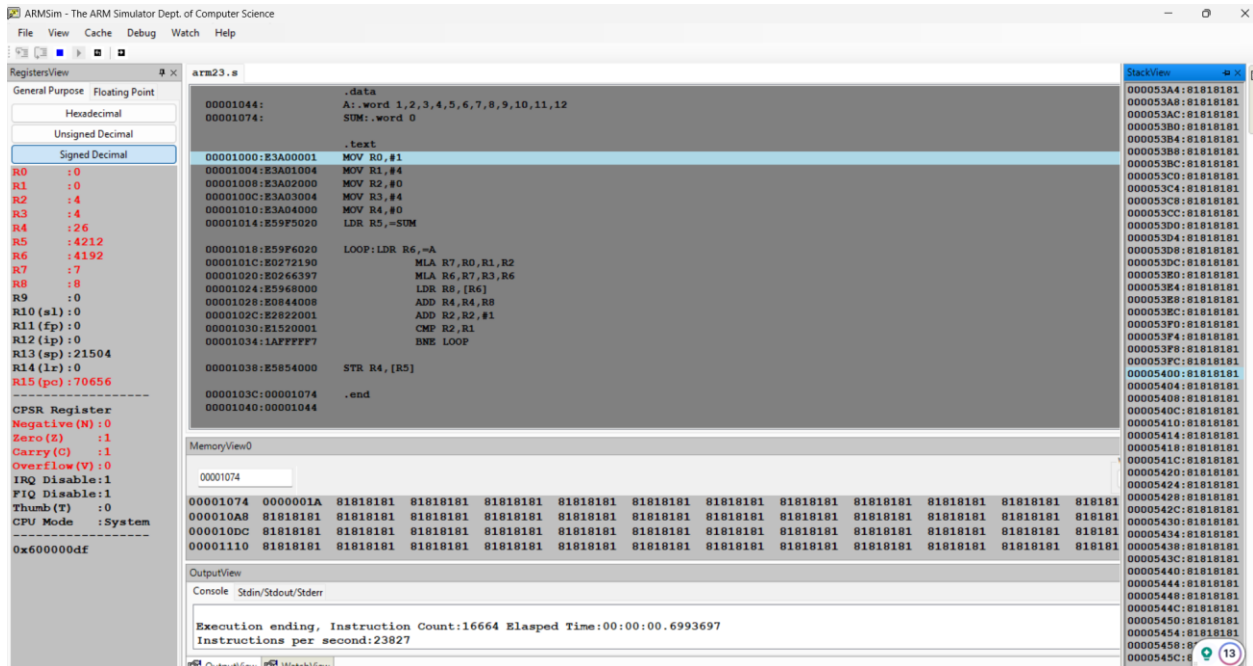 ARMSim - The ARM Simulator Dept. of Computer Science
File View Cache Debug Watch Help
RegistersView
General Purpose Floating Point
Hexadecimal
Unsigned Decimal
Signed Decimal
R0 :0
R1 :0
R2 :4
R3 :4
R4 :26
R5 :4212
R6 :4192
R7 :7
R8 :8
R9 :0
R10(sl):0
R11(fp):0
R12(ip):0
R13(sp):21504
R14(lr):0
R15(pc):70656
-------------------
CPSR Register
Negative(N):0
Zero(Z) :1
Carry(C) :1
Overflow(V):0
IRQ Disable:1
FIQ Disable:1
Thumb(T) :0
CPU Mode :System
-------------------
0x600000df
arm23.s
.data
00001044: A:.word 1,2,3,4,5,6,7,8,9,10,11,12
00001074: SUM:.word 0
.text
00001000:E3A00001 MOV R0,#1
00001004:E3A01004 MOV R1,#4
00001008:E3A02000 MOV R2,#0
0000100C:E3A03004 MOV R3,#4
00001010:E3A04000 MOV R4,#0
00001014:E59F5020 LDR R5,=SUM
00001018:E59F6020 LOOP:LDR R6,=A
0000101C:E0272190 MLA R7,R0,R1,R2
00001020:E0266397 MLA R6,R7,R3,R6
00001024:E5968000 LDR R8,[R6]
00001028:E0844008 ADD R4,R4,R8
0000102C:E2822001 ADD R2,R2,#1
00001030:E1520001 CMP R2,R1
00001034:1AFFFFF7 BNE LOOP
00001038:E5854000 STR R4,[R5]
0000103C:00001074 .end
00001040:00001044
MemoryView0
00001074
00001074 0000001A 81818181 81818181 81818181 81818181 81818181 81818181 81818181 81818181 81818181 81818181 81818181 818181
000010A8 81818181 81818181 81818181 81818181 81818181 81818181 81818181 81818181 81818181 81818181 81818181 81818181 818181
000010DC 81818181 81818181 81818181 81818181 81818181 81818181 81818181 81818181 81818181 81818181 81818181 81818181 818181
00001110 81818181 81818181 81818181 81818181 81818181 81818181 81818181 81818181 81818181 81818181 81818181 81818181 818181
OutputView
Console Stdin/Stdout/Stderr
Execution ending, Instruction Count:16664 Elasped Time:00:00:00.6993697
Instructions per second:23827
OutputView WatchView
StackView
000053A4:81818181
000053A8:81818181
000053AC:81818181
000053B0:81818181
000053B4:81818181
000053B8:81818181
000053BC:81818181
000053C0:81818181
000053C4:81818181
000053C8:81818181
000053CC:81818181
000053D0:81818181
000053D4:81818181
000053D8:81818181
000053DC:81818181
000053E0:81818181
000053E4:81818181
000053E8:81818181
000053EC:81818181
000053F0:81818181
000053F4:81818181
000053F8:81818181
000053FC:81818181
00005400:81818181
00005404:81818181
00005408:81818181
0000540C:81818181
00005410:81818181
00005414:81818181
00005418:81818181
0000541C:81818181
00005420:81818181
00005424:81818181
00005428:81818181
0000542C:81818181
00005430:81818181
00005434:81818181
00005438:81818181
0000543C:81818181
00005440:81818181
00005444:81818181
00005448:81818181
0000544C:81818181
00005450:81818181
00005454:81818181
00005458:8
0000545C:8
13